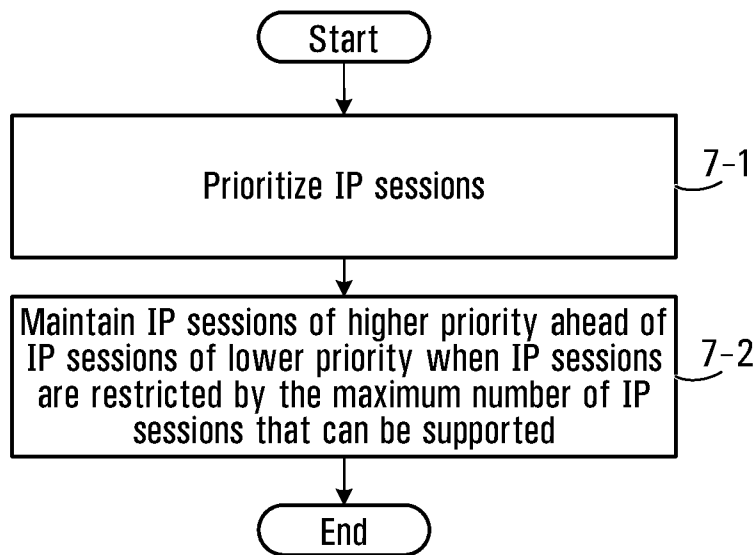 Start
Prioritize IP sessions
7-1
Maintain IP sessions of higher priority ahead of
IP sessions of lower priority when IP sessions
are restricted by the maximum number of IP
sessions that can be supported
7-2
End